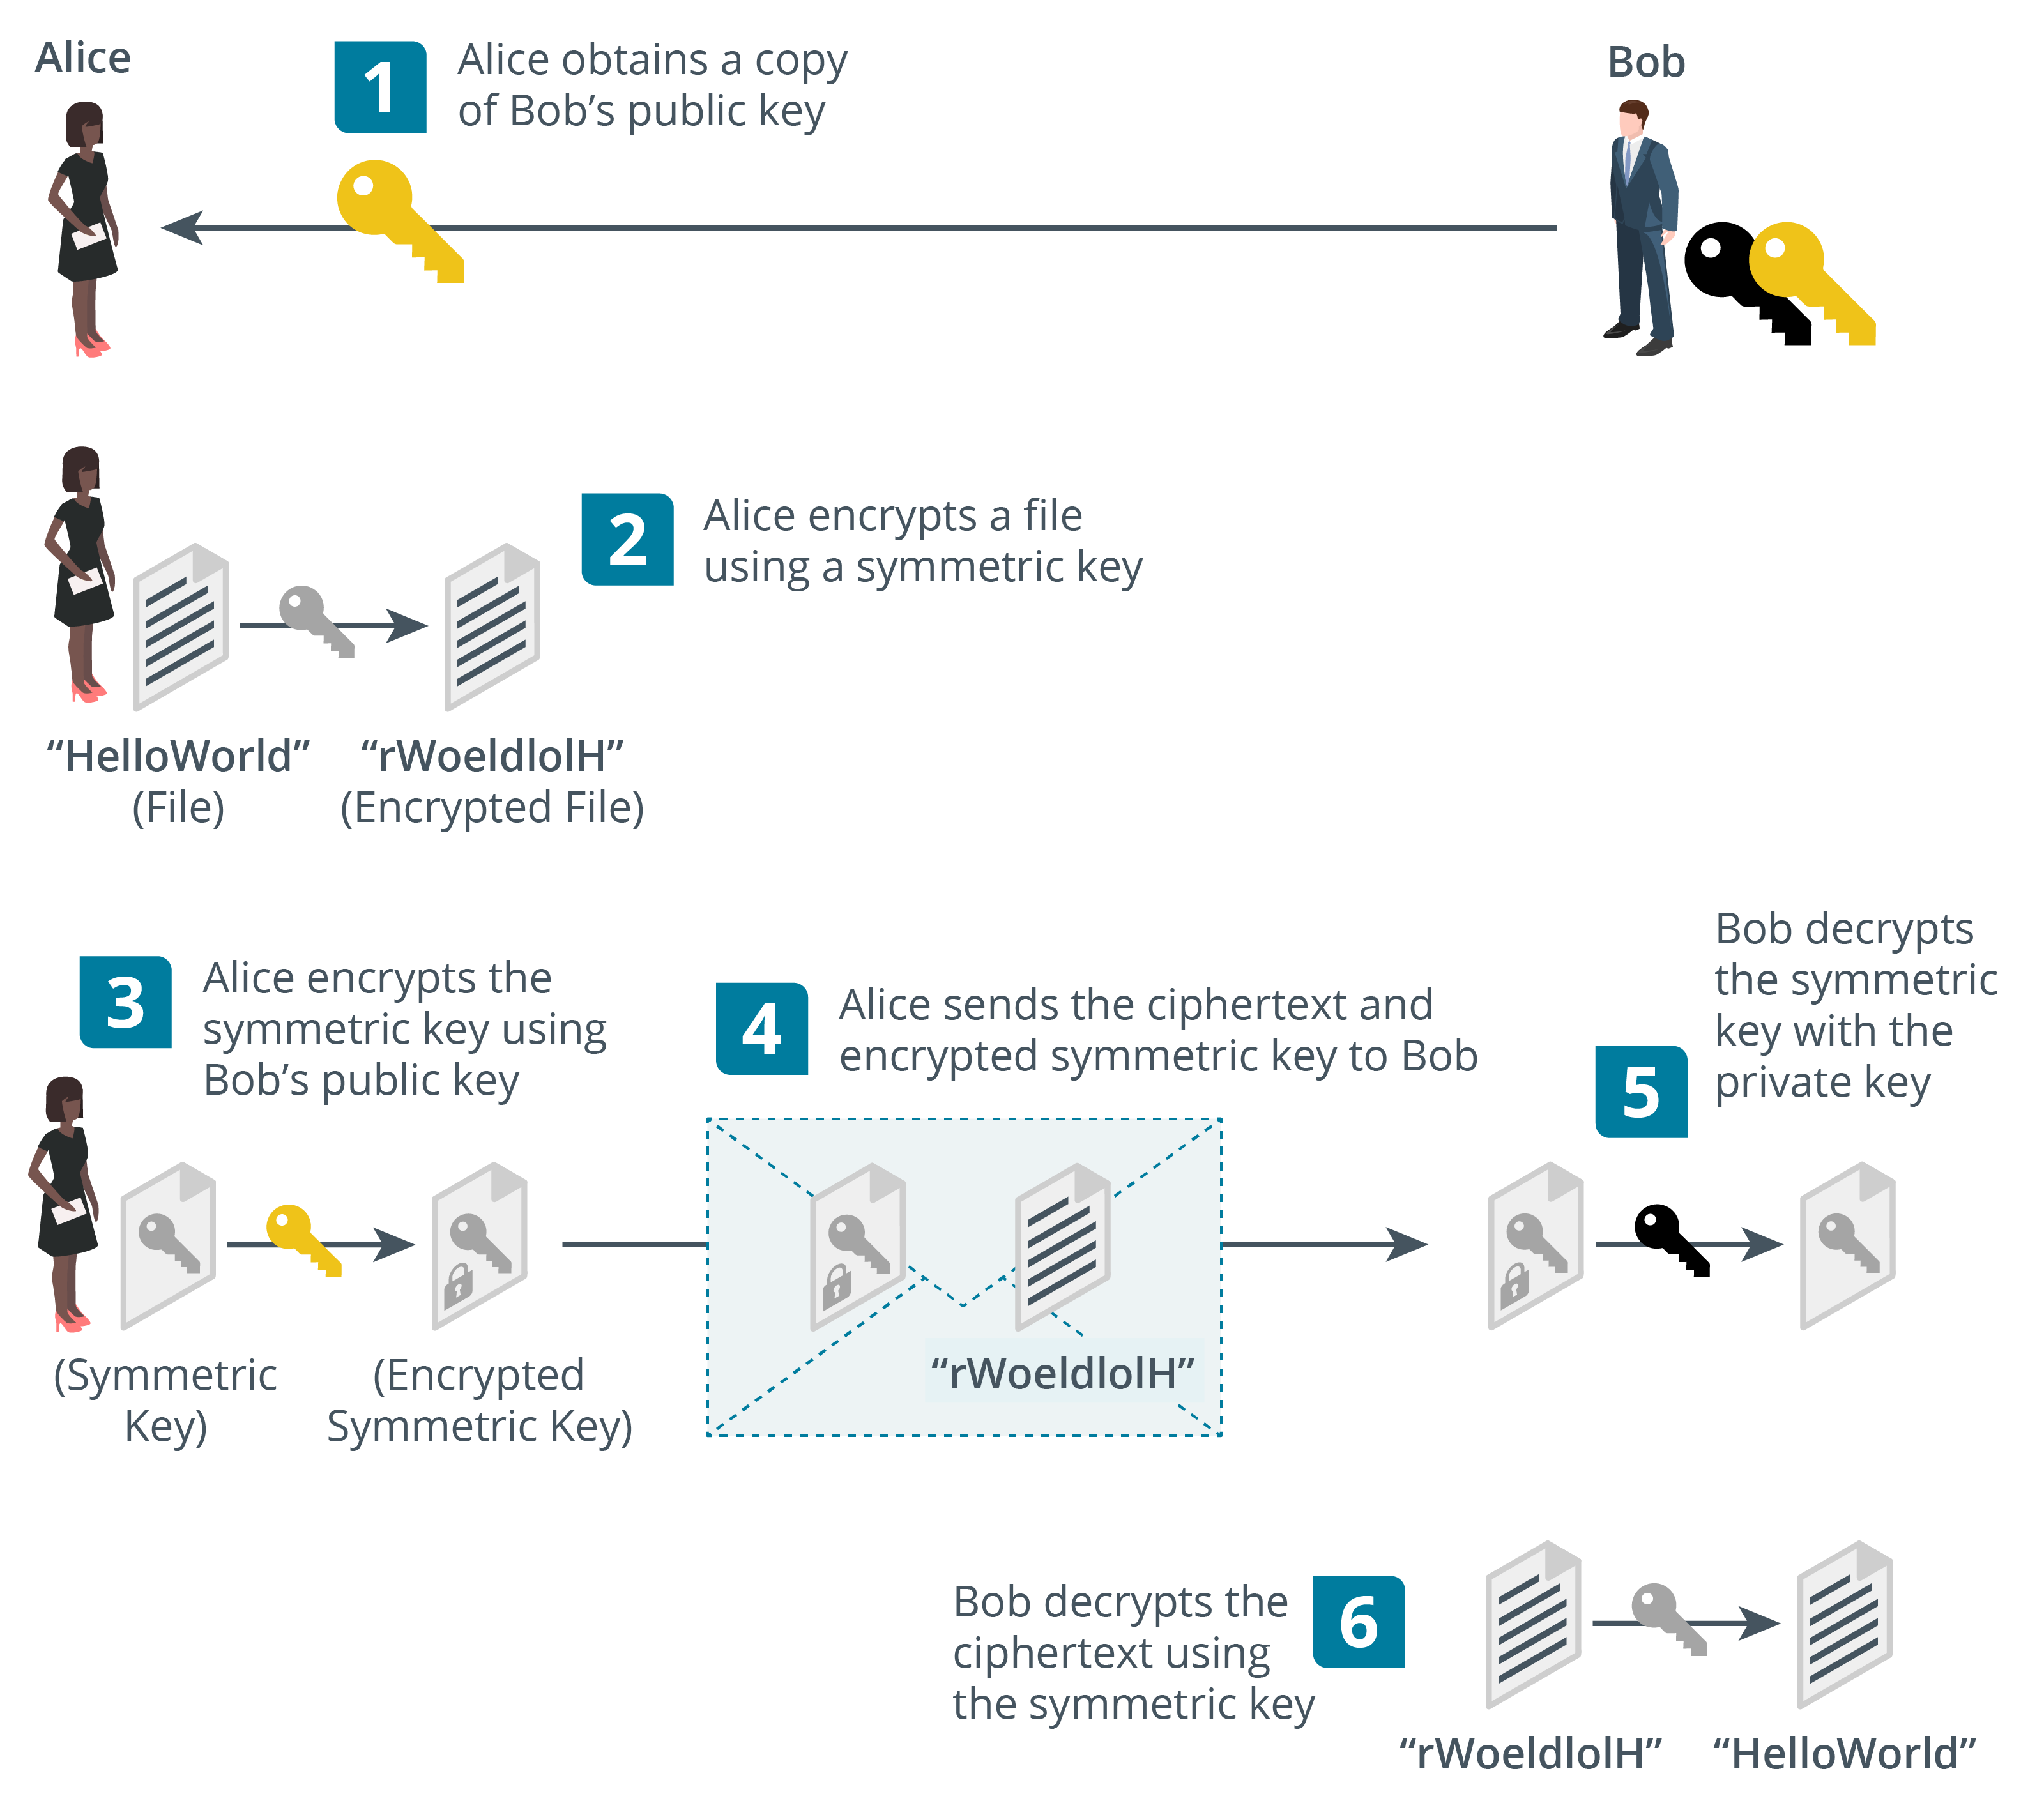 Alice
1
Alice obtains a copy
of Bob’s public key
Bob
2
Alice encrypts a file
using a symmetric key
“HelloWorld”
(File)
“rWoeldlolH”
(Encrypted File)
3
Alice encrypts the
symmetric key using
Bob’s public key
(Symmetric
Key)
(Encrypted
Symmetric Key)
4
Alice sends the ciphertext and
encrypted symmetric key to Bob
“rWoeldlolH”
5
Bob decrypts
the symmetric
key with the
private key
Bob decrypts the
ciphertext using
the symmetric key
6
“rWoeldlolH”
“HelloWorld”